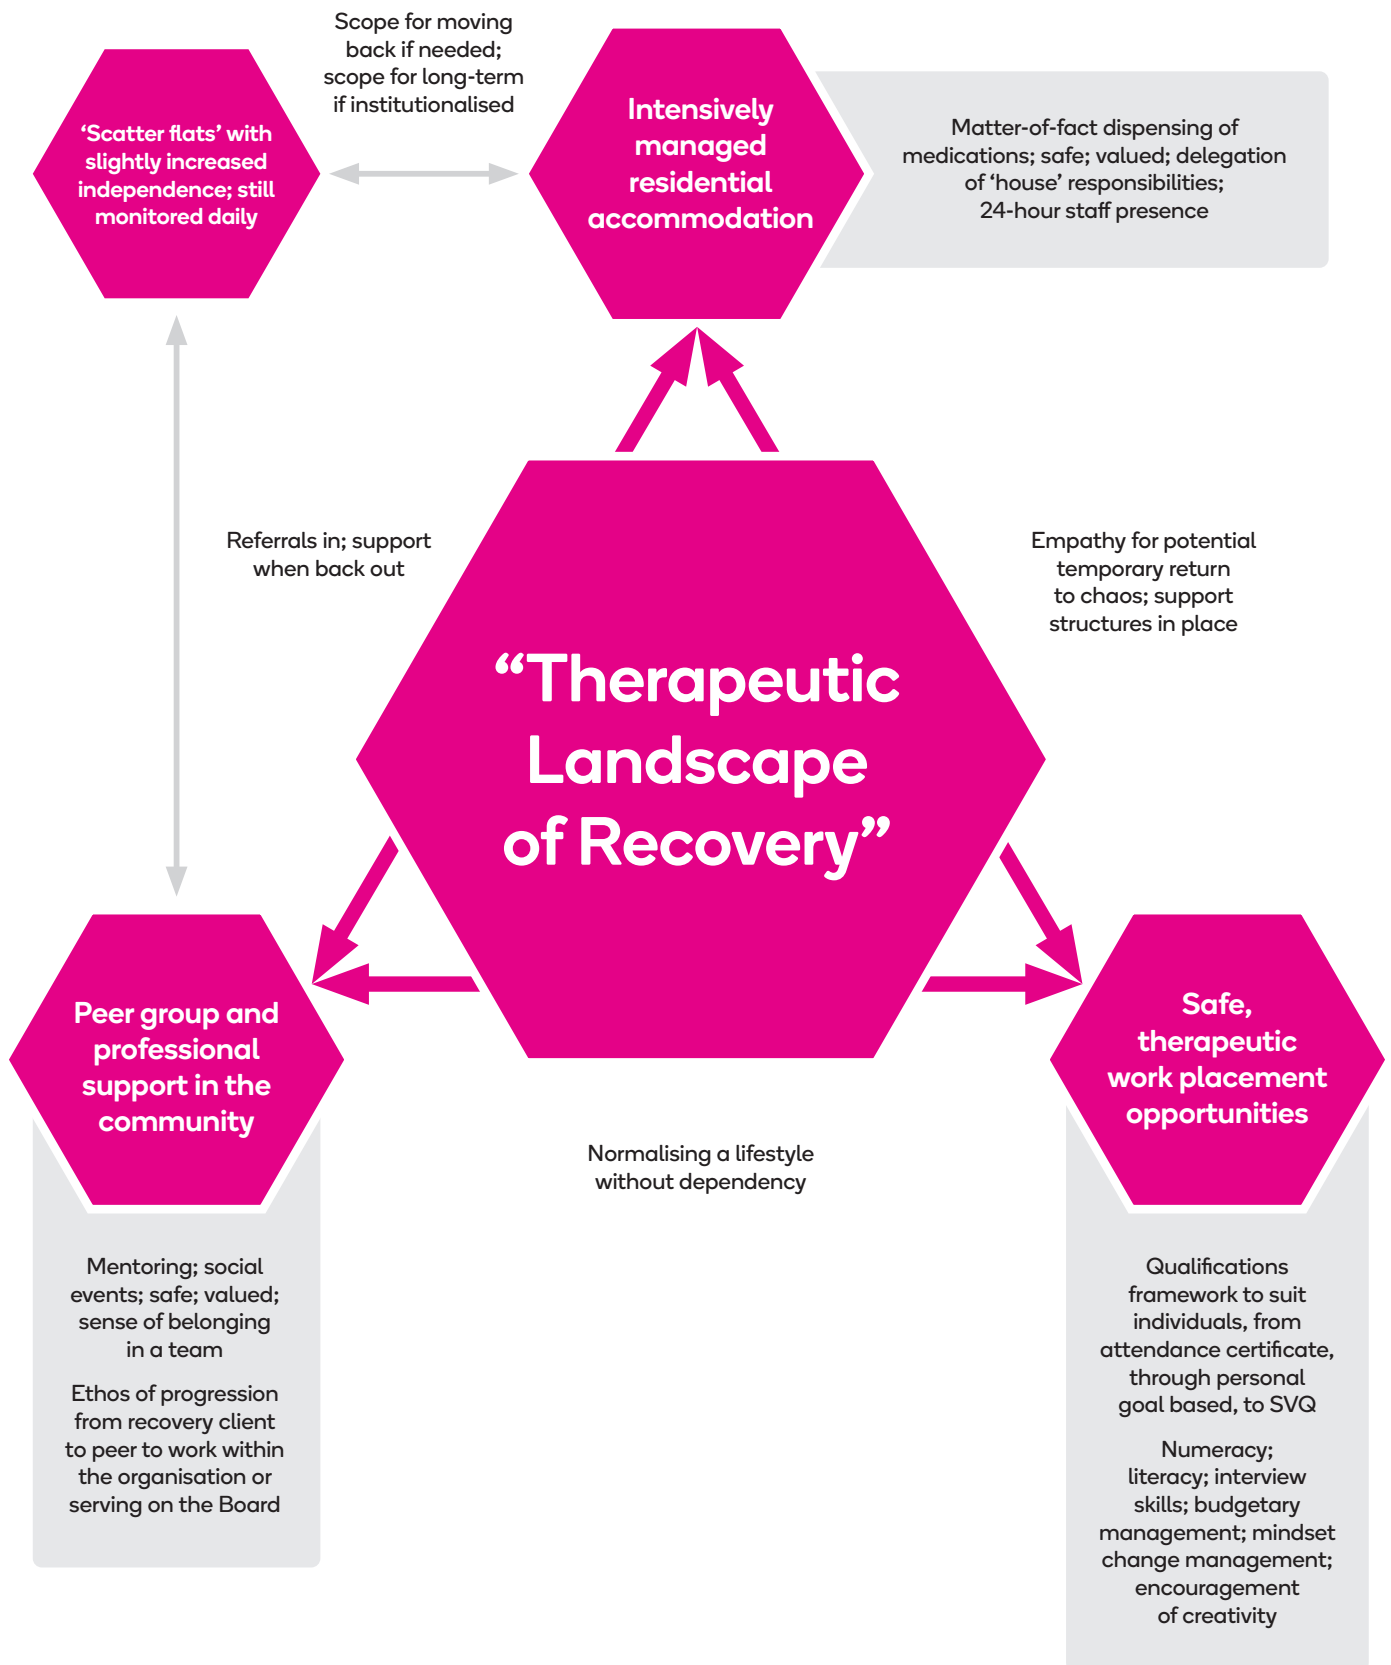 Scope for moving
back if needed;
scope for long-term
if institutionalised
‘Scatter flats’ with
slightly increased
independence; still
monitored daily
Intensively
managed
residential
accommodation
Matter-of-fact dispensing of
medications; safe; valued; delegation
of ‘house’ responsibilities;
24-hour staff presence
Referrals in; support
when back out
Empathy for potential
temporary return
to chaos; support
structures in place
“Therapeutic
Landscape
of Recovery”
Peer group and
professional
support in the
community
Safe,
therapeutic
work placement
opportunities
Normalising a lifestyle
without dependency
Mentoring; social
events; safe; valued;
sense of belonging
in a team
Ethos of progression
from recovery client
to peer to work within
the organisation or
serving on the Board
Qualifications
framework to suit
individuals, from
attendance certificate,
through personal
goal based, to SVQ
Numeracy;
literacy; interview
skills; budgetary
management; mindset
change management;
encouragement
of creativity